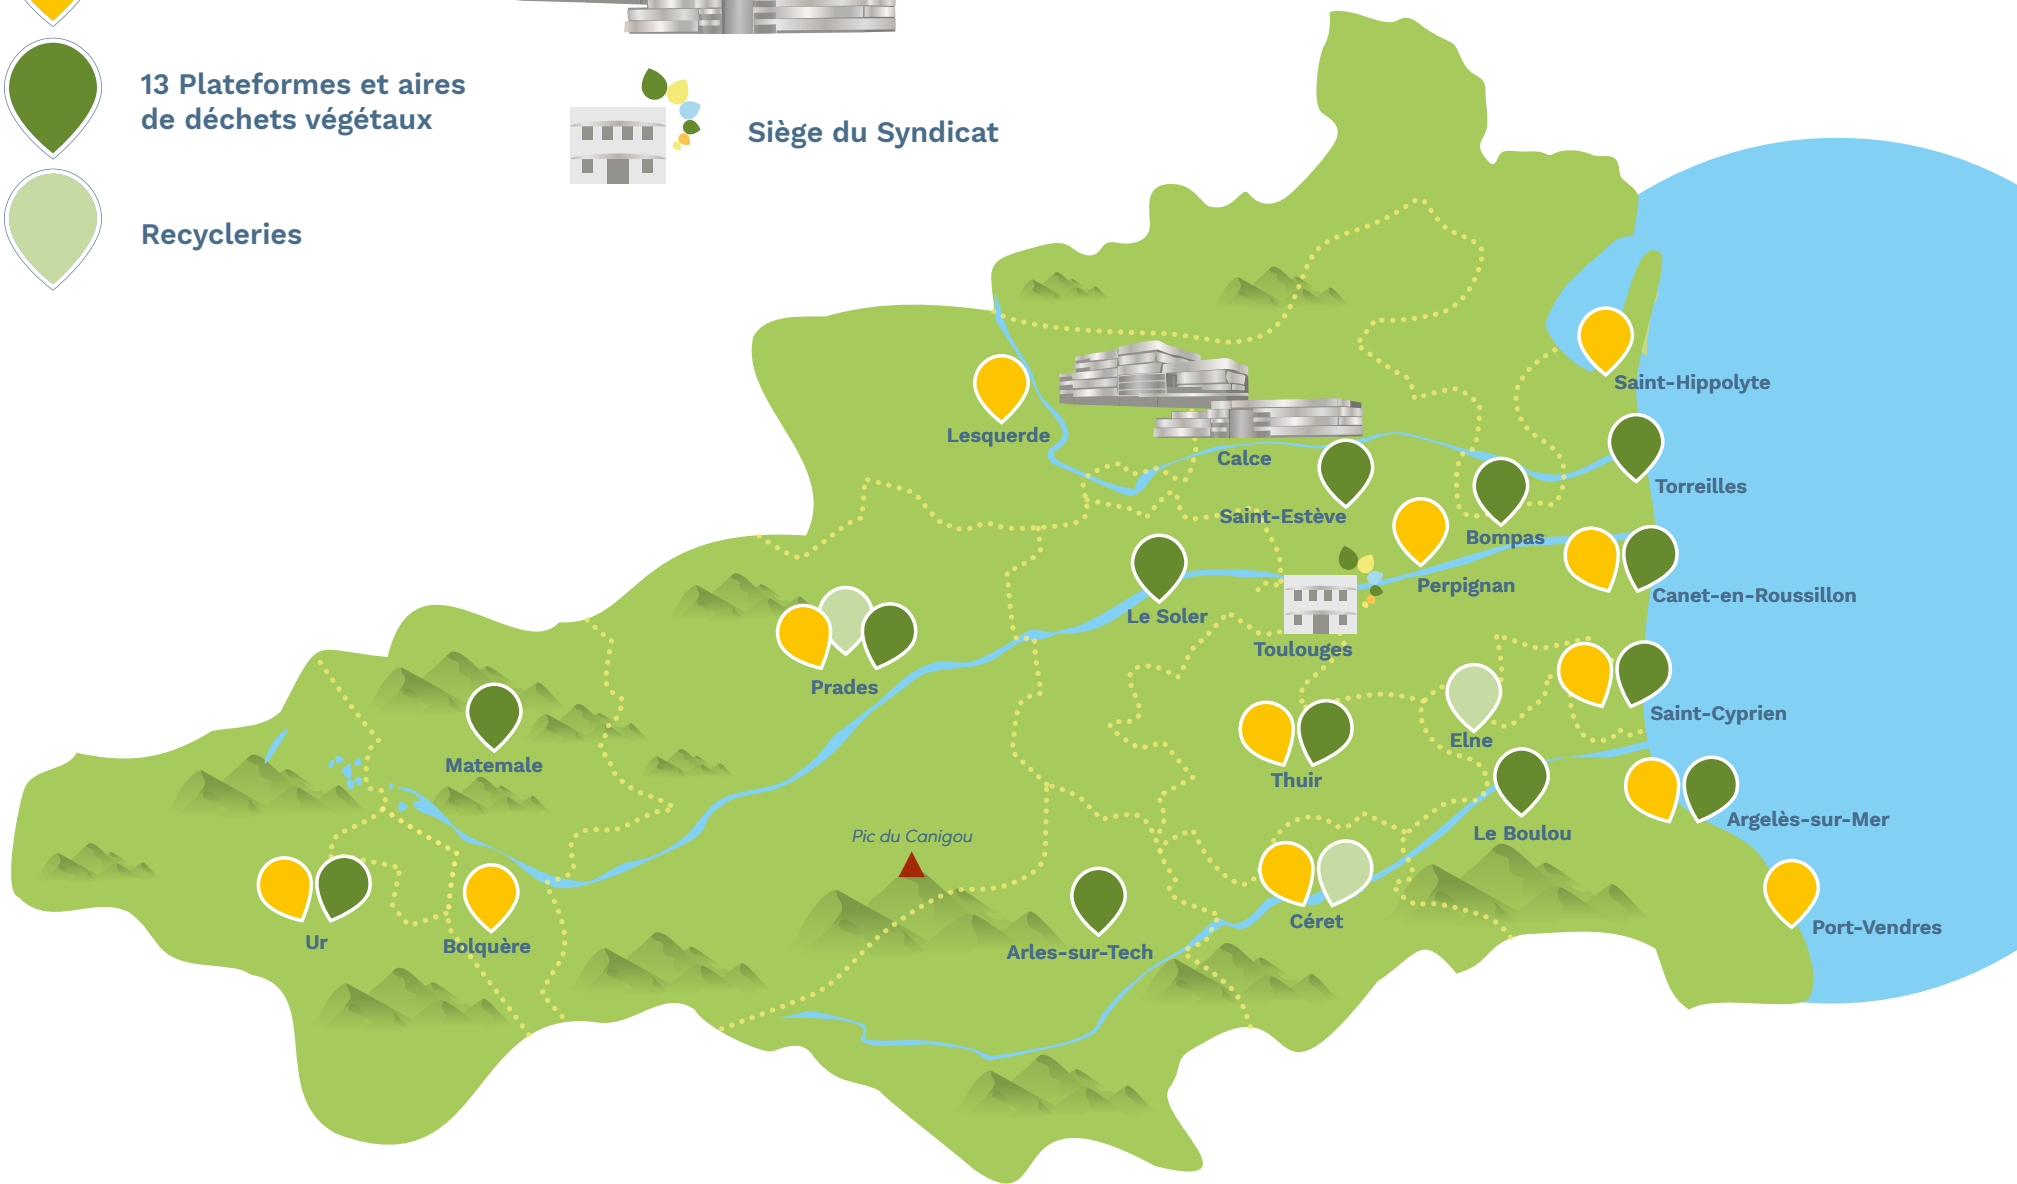 13 Plateformes et aires
de déchets végétaux
Siège du Syndicat
Recycleries
Saint-Hippolyte
Lesquerde
Calce
Torreilles
Saint-Estève
Bompas
Perpignan
Canet-en-Roussillon
Le Soler
Toulouges
Prades
Saint-Cyprien
Elne
Matemale
Thuir
Argelès-sur-Mer
Le Boulou
Pic du Canigou
Céret
Port-Vendres
Ur
Bolquère
Arles-sur-Tech